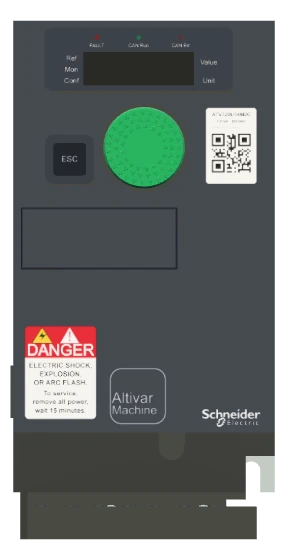 FAULT CAN Run CAN Err
Ref
Mon
Conf
Value
Unit
ESC
DANGER
ELECTRIC SHOCK,
EXPLOSION,
OR ARC FLASH.
To service,
remove all power,
wait 15 minutes.
Altivar
Machine
Schneider
Electric